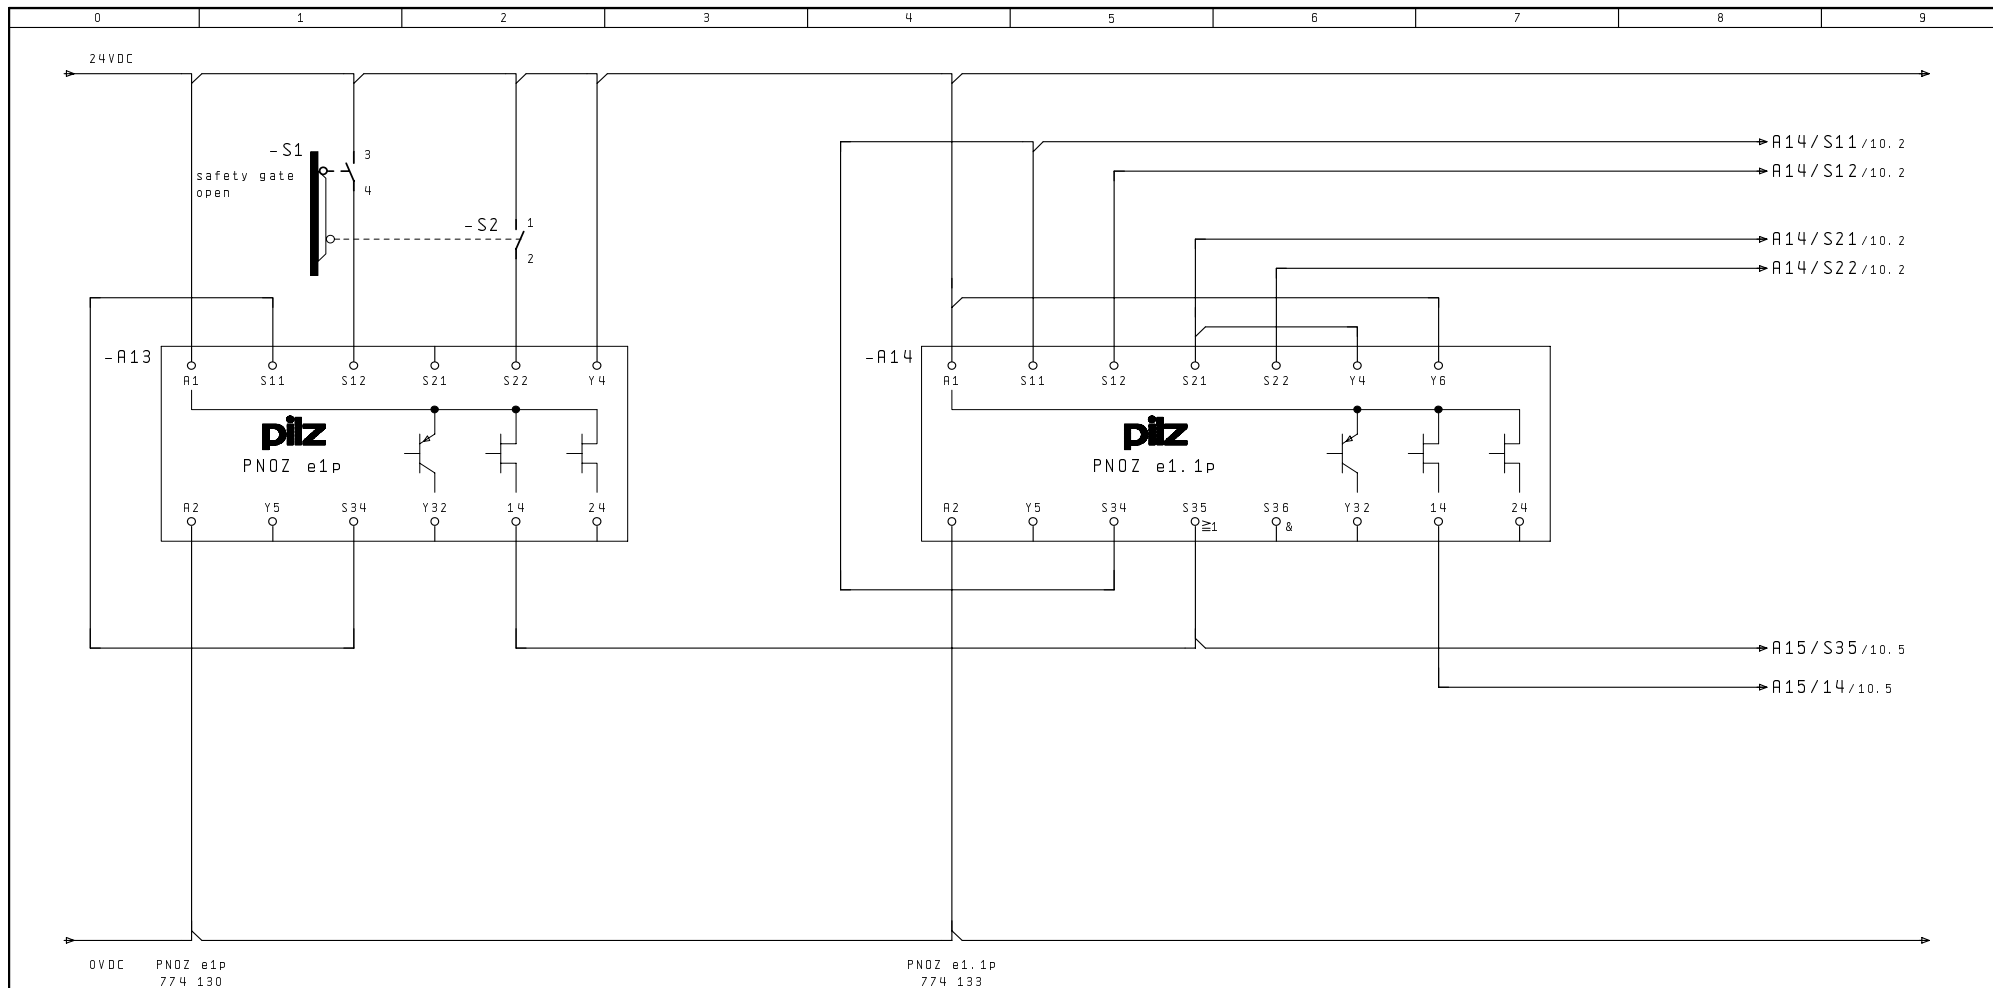 0 1 2 3 4 5 6 7 8 9
24VDC
-S1
safety gate
open
3
4
-S2
1
2
A14/S11/10.2
A14/S12/10.2
A14/S21/10.2
A14/S22/10.2
-A13
A1 S11 S12 S21 S22 Y4
pilz
PNOZ e1p
A2 Y5 S34 Y32 14 24
-A14
A1 S11 S12 S21 S22 Y4 Y6
pilz
PNOZ e1.1p
A2 Y5 S34 S35 S36 Y32 14 24
≧1 &
A15/S35/10.5
A15/14/10.5
0VDC
PNOZ e1p
774 130
PNOZ e1.1p
774 133